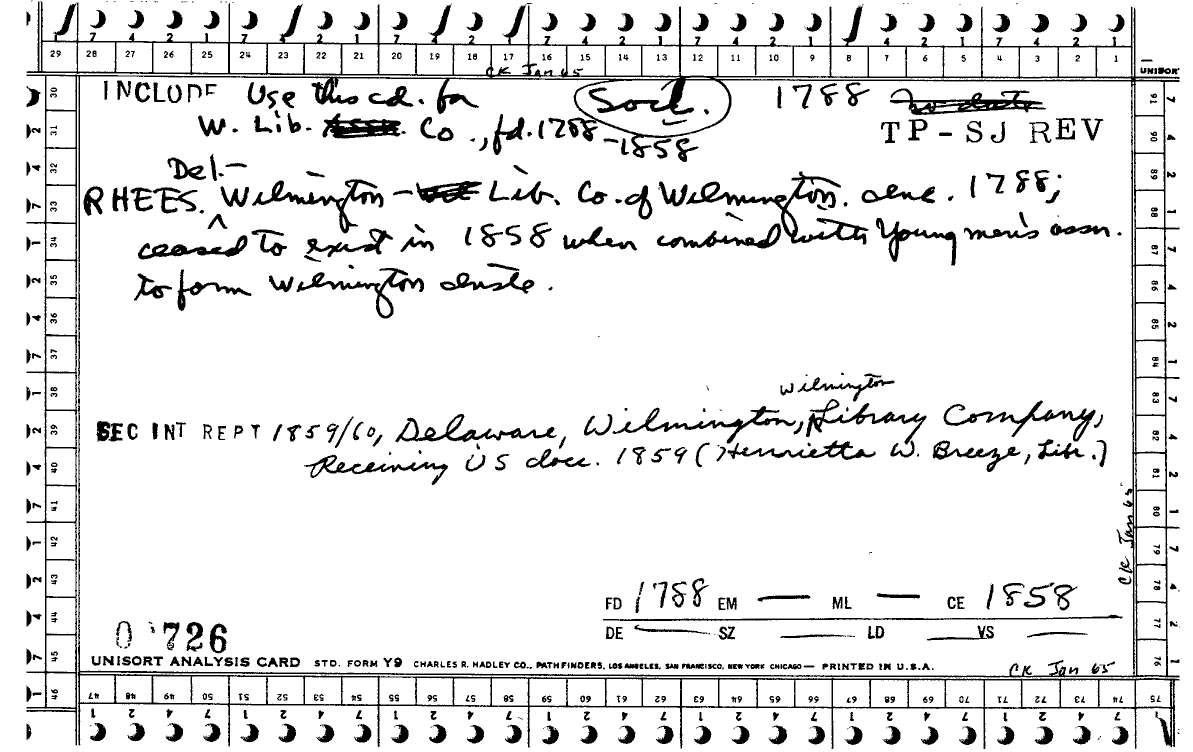 7 4 2 1 7 4 2 1 7 4 2 1 7 4 2 1 7 4 2 1 7 4 2 1 7 4 2 1
29 28 27 26 25 24 23 22 21 20 19 18 17 16 15 14 13 12 11 10 9 8 7 6 5 4 3 2 1
CK Jan 65
UNISORT
INCLUDE Use this cd. for Socl. 1788 No date
W. Lib. Assn. Co., fd. 1788-1858
TP-SJ REV
Del.-
RHEES. Wilmington - Lib. Co. of Wilmington. Inc. 1788;
ceased to exist in 1858 when combined with Young men's assn.
to form Wilmington Inste.
Wilmington
SEC INT REPT 1859/60, Delaware, Wilmington, Library Company,
Receiving US docc. 1859 (Henrietta W. Breeze, Libr.)
CK Jan 65
FD 1788 EM — ML — CE 1858
DE — SZ — LD — VS —
0 726
UNISORT ANALYSIS CARD STD. FORM Y9 CHARLES R. HADLEY CO., PATHFINDERS, LOS ANGELES, SAN FRANCISCO, NEW YORK CHICAGO — PRINTED IN U.S.A.
CK Jan 65
30 31 32 33 34 35 36 37 38 39 40 41 42 43 44 45 46
91 90 89 88 87 86 85 84 83 82 81 80 79 78 77 76 75
47 48 49 50 51 52 53 54 55 56 57 58 59 60 61 62 63 64 65 66 67 68 69 70 71 72 73 74
1 2 4 7 1 2 4 7 1 2 4 7 1 2 4 7 1 2 4 7 1 2 4 7 1 2 4 7